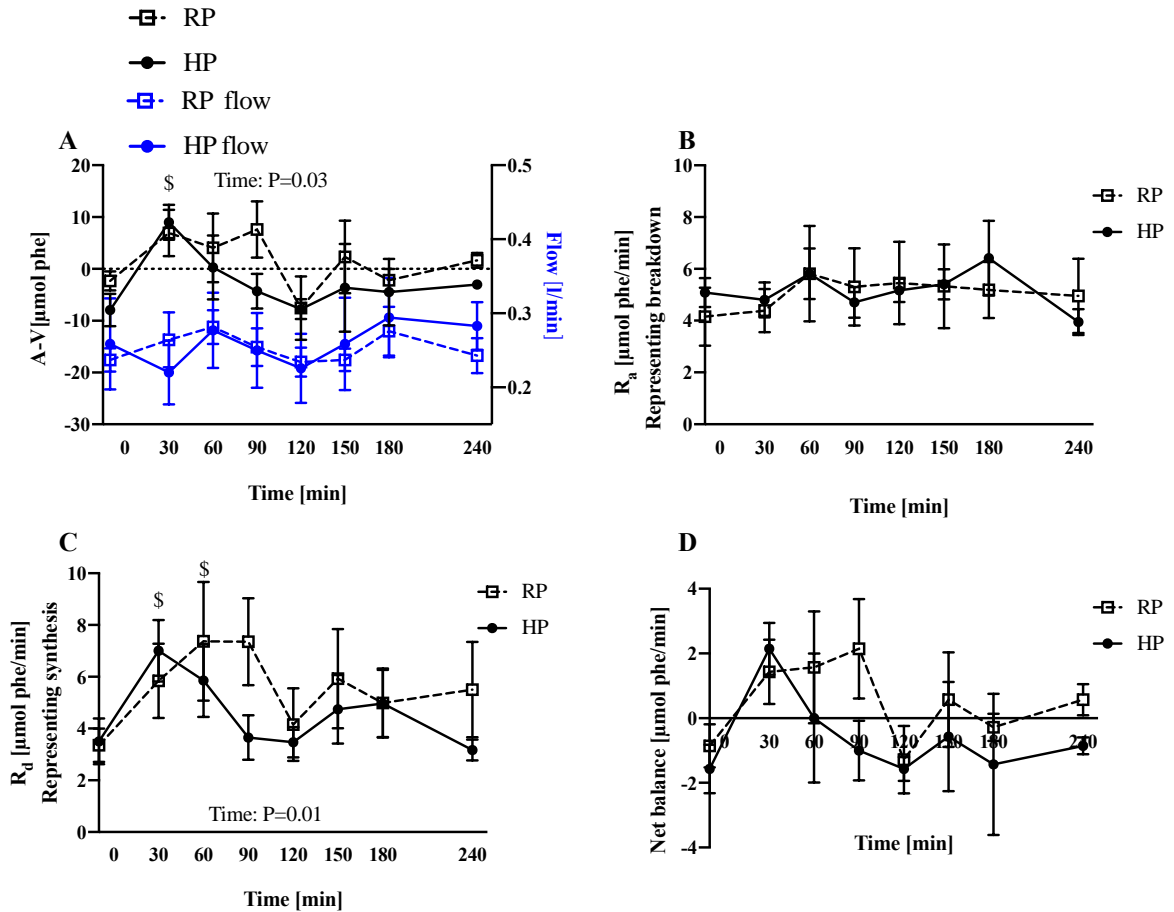 RP
HP
RP flow
HP flow
A
20
10
0
-10
-20
-30
A-V[μmol phe]
$
Time: P=0.03
0.5
0.4
0.3
0.2
Flow [l/min]
0 30 60 90 120 150 180 240
Time [min]
B
10
8
6
4
2
0
R_a [μmol phe/min]
Representing breakdown
RP
HP
0 30 60 90 120 150 180 240
Time [min]
C
10
8
6
4
2
0
R_d [μmol phe/min]
Representing synthesis
$ $
RP
HP
Time: P=0.01
0 30 60 90 120 150 180 240
Time [min]
D
4
2
0
-2
-4
Net balance [μmol phe/min]
RP
HP
0 30 60 90 120 150 180 240
Time [min]